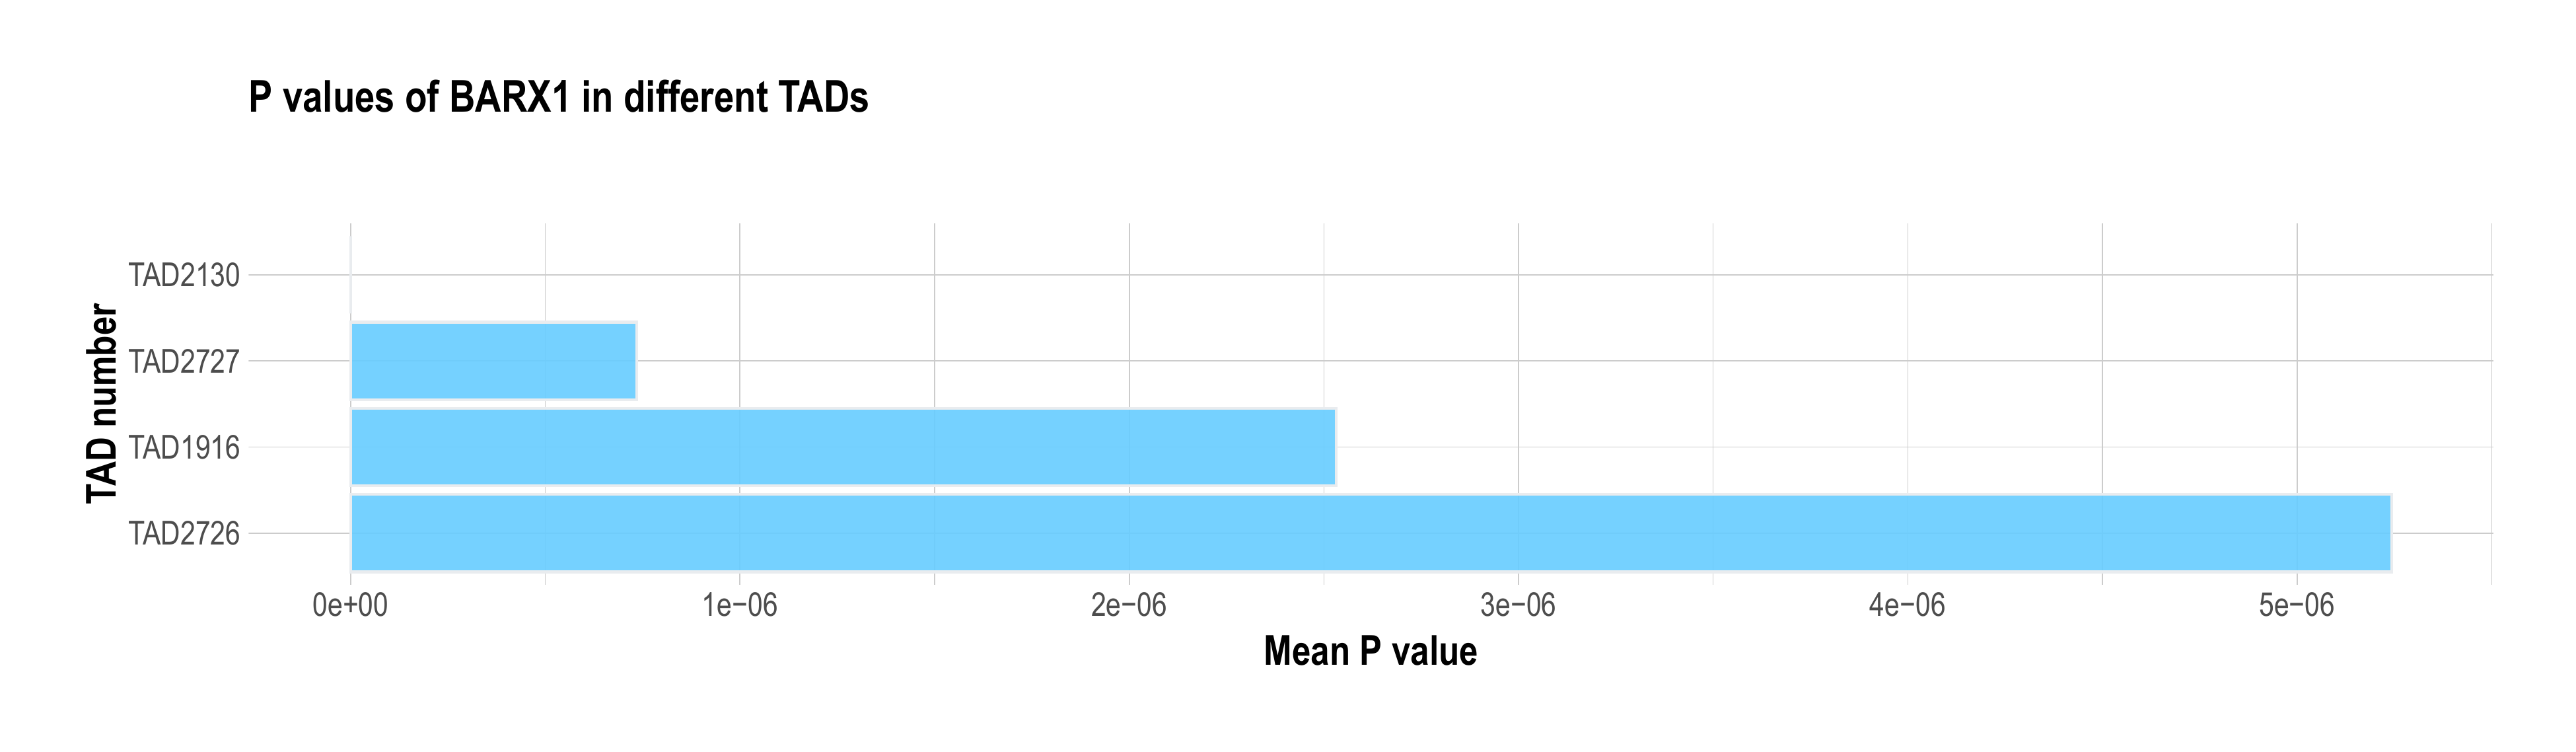 P values of BARX1 in different TADs
TAD number
TAD2130
TAD2727
TAD1916
TAD2726
0e+00 1e−06 2e−06 3e−06 4e−06 5e−06
Mean P value